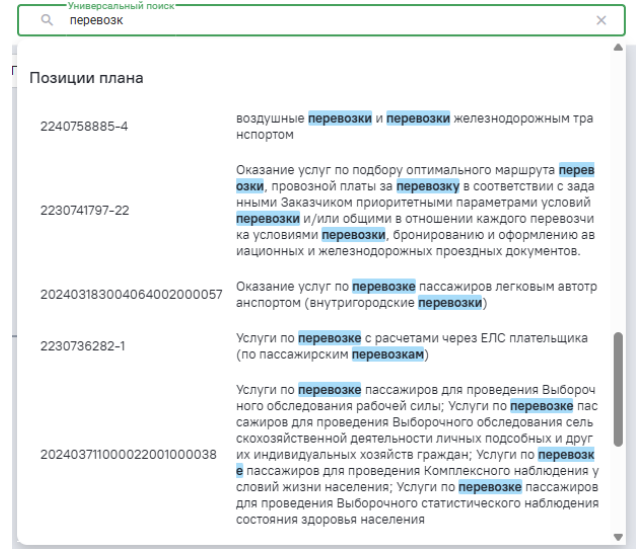 Универсальный поиск
перевозк
Позиции плана
2240758885-4
воздушные перевозки и перевозки железнодорожным тра
нспортом
2230741797-22
Оказание услуг по подбору оптимального маршрута перев
озки, провозной платы за перевозку в соответствии с зада
нными Заказчиком приоритетными параметрами условий
перевозки и/или общими в отношении каждого перевозчи
ка условиями перевозки, бронированию и оформлению ав
иационных и железнодорожных проездных документов.
202403183004064002000057
Оказание услуг по перевозке пассажиров легковым автотр
анспортом (внутригородские перевозки)
2230736282-1
Услуги по перевозке с расчетами через ЕЛС плательщика
(по пассажирским перевозкам)
202403711000022001000038
Услуги по перевозке пассажиров для проведения Выбороч
ного обследования рабочей силы; Услуги по перевозке пас
сажиров для проведения Выборочного обследования сель
скохозяйственной деятельности личных подсобных и друг
их индивидуальных хозяйств граждан; Услуги по перевозк
е пассажиров для проведения Комплексного наблюдения у
словий жизни населения; Услуги по перевозке пассажиров
для проведения Выборочного статистического наблюдения
состояния здоровья населения